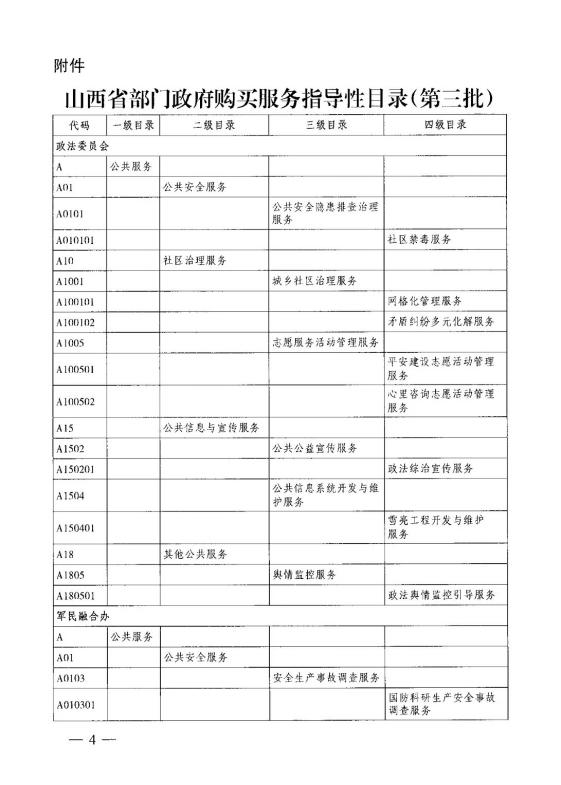 附件
山西省部门政府购买服务指导性目录(第三批)
代码 一级目录 二级目录 三级目录 四级目录
政法委员会
A 公共服务
A01 公共安全服务
A0101 公共安全隐患排查治理
服务
A010101 社区禁毒服务
A10 社区治理服务
A1001 城乡社区治理服务
A100101 网格化管理服务
A100102 矛盾纠纷多元化解服务
A1005 志愿服务活动管理服务
A100501 平安建设志愿活动管理
服务
A100502 心里咨询志愿活动管理
服务
A15 公共信息与宣传服务
A1502 公共公益宣传服务
A150201 政法综治宣传服务
A1504 公共信息系统开发与维
护服务
A150401 雪亮工程开发与维护
服务
A18 其他公共服务
A1805 舆情监控服务
A180501 政法舆情监控引导服务
军民融合办
A 公共服务
A01 公共安全服务
A0103 安全生产事故调查服务
A010301 国防科研生产安全事故
调查服务
— 4 —